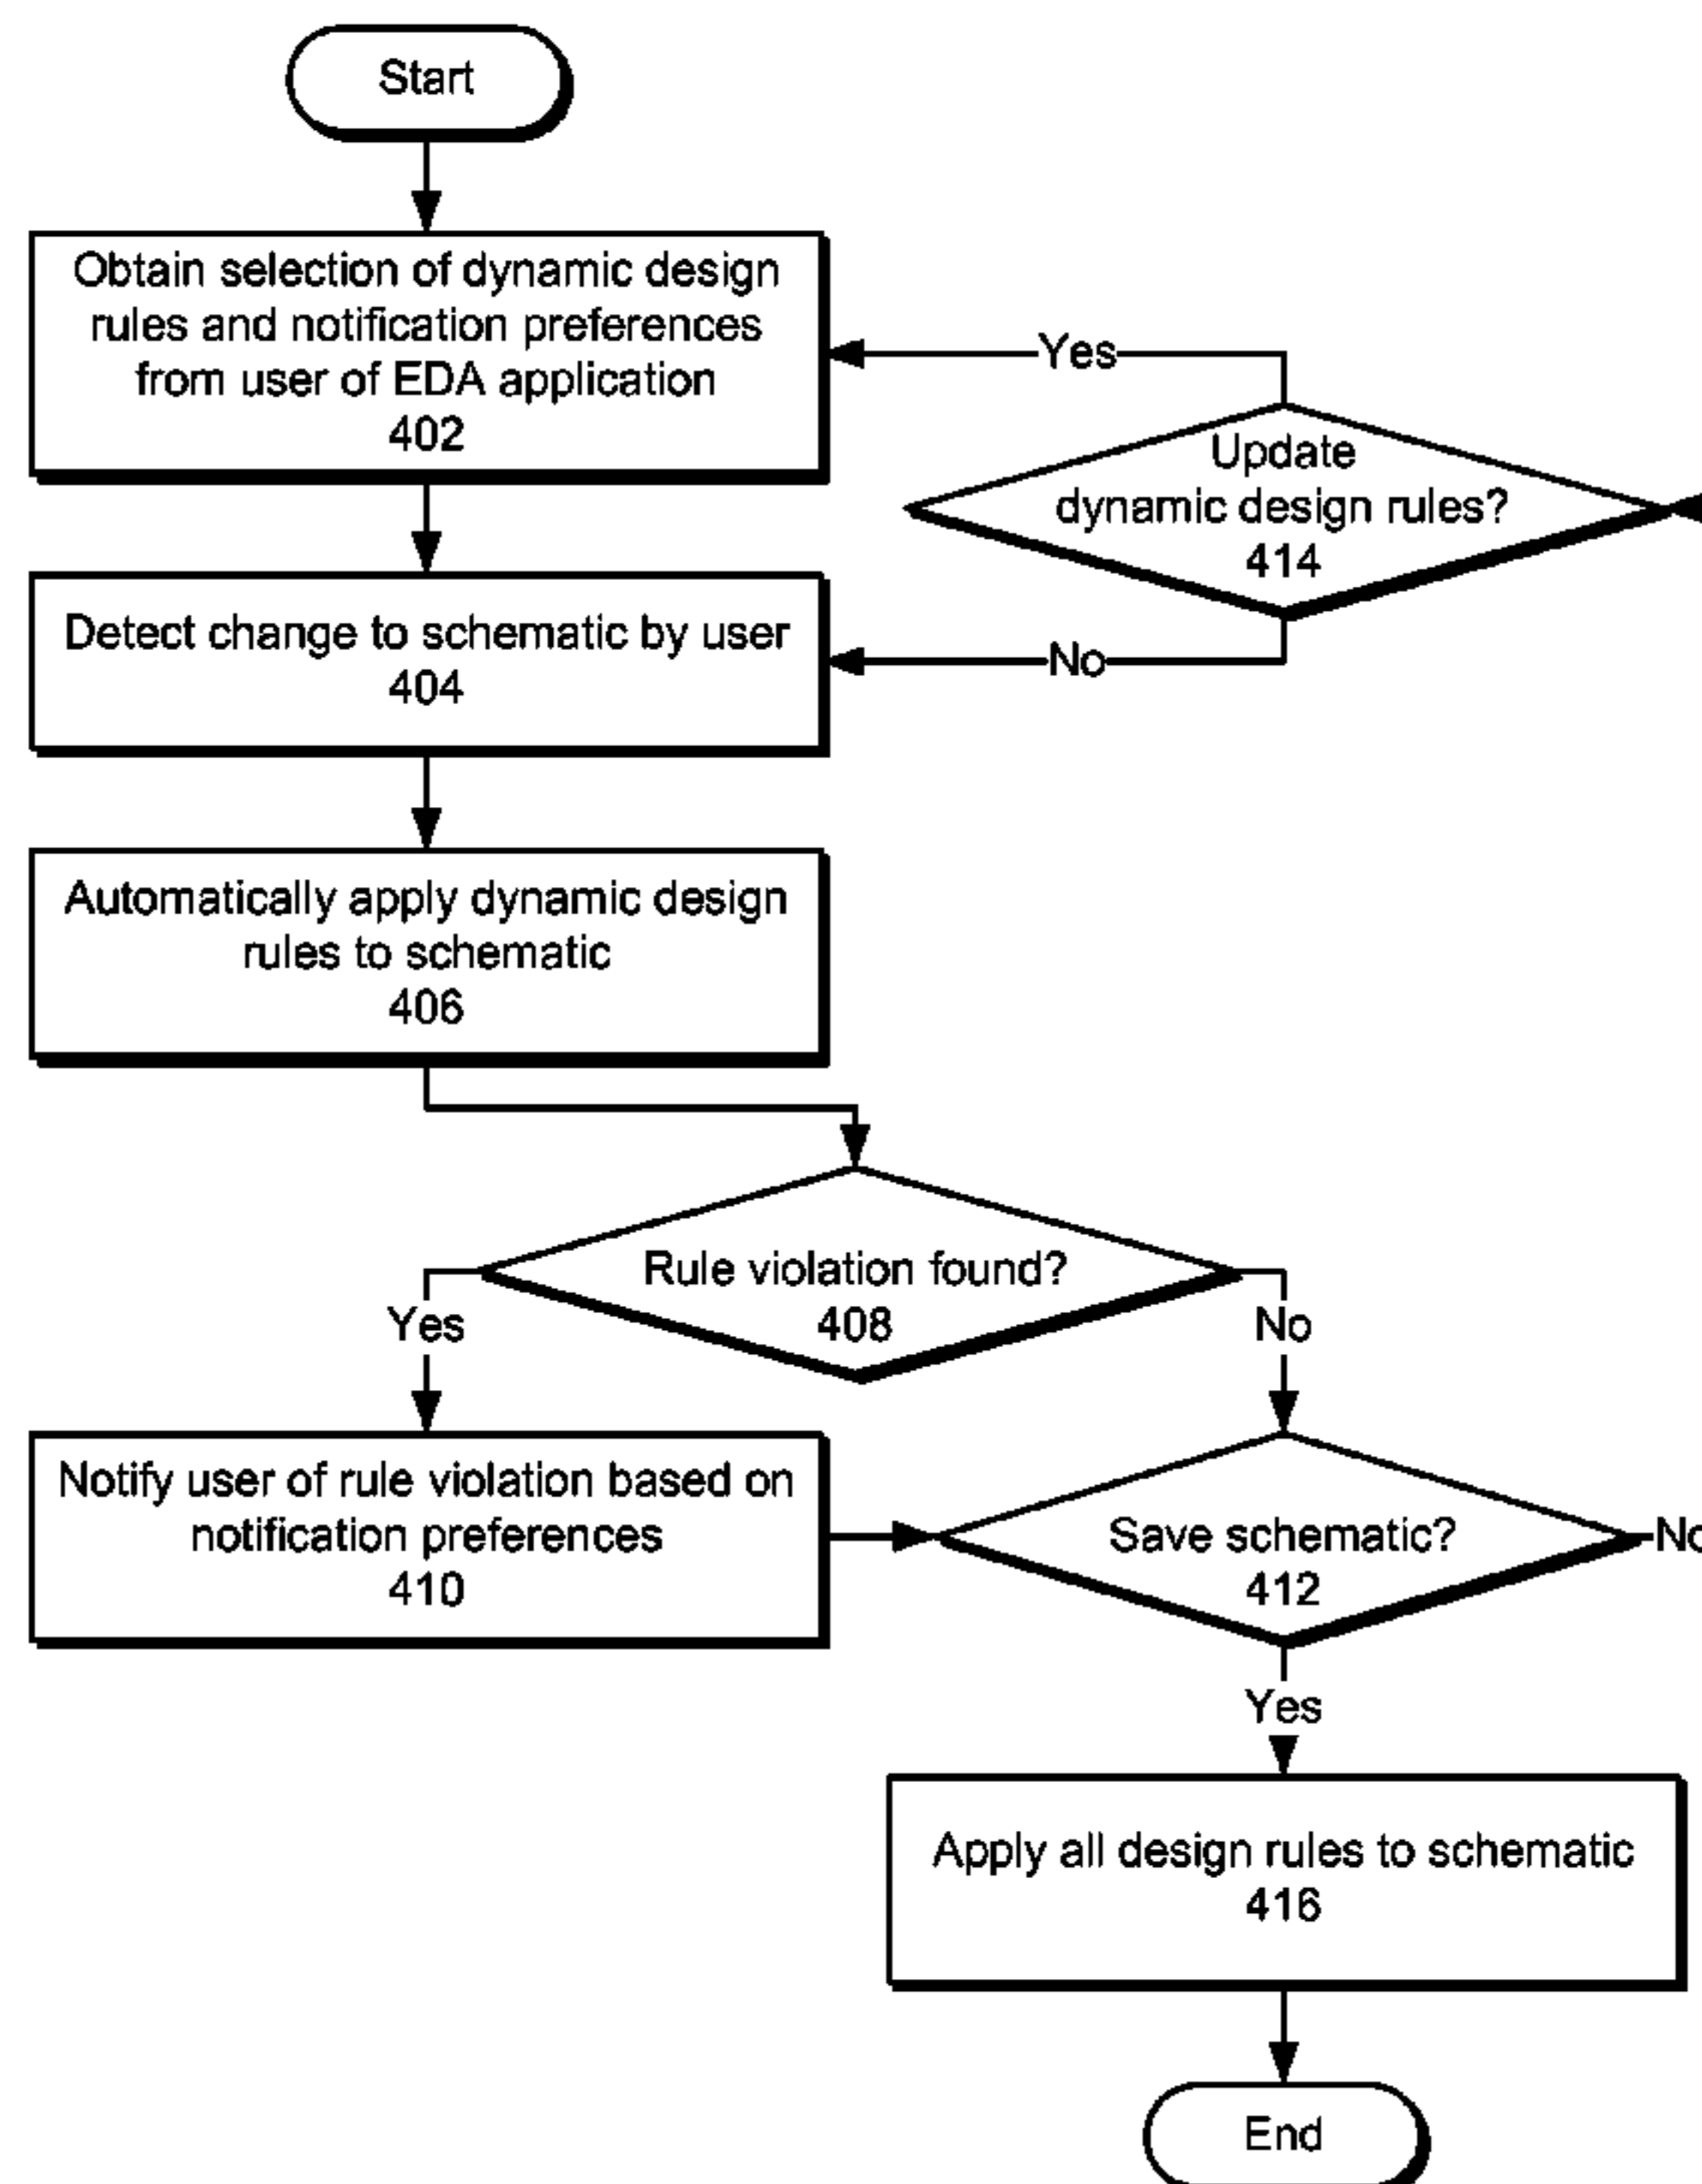 Start
Obtain selection of dynamic design
rules and notification preferences
from user of EDA application
402
Yes
Update
dynamic design rules?
414
Detect change to schematic by user
404
No
Automatically apply dynamic design
rules to schematic
406
Rule violation found?
408
Yes
No
Notify user of rule violation based on
notification preferences
410
Save schematic?
412
No
Yes
Apply all design rules to schematic
416
End